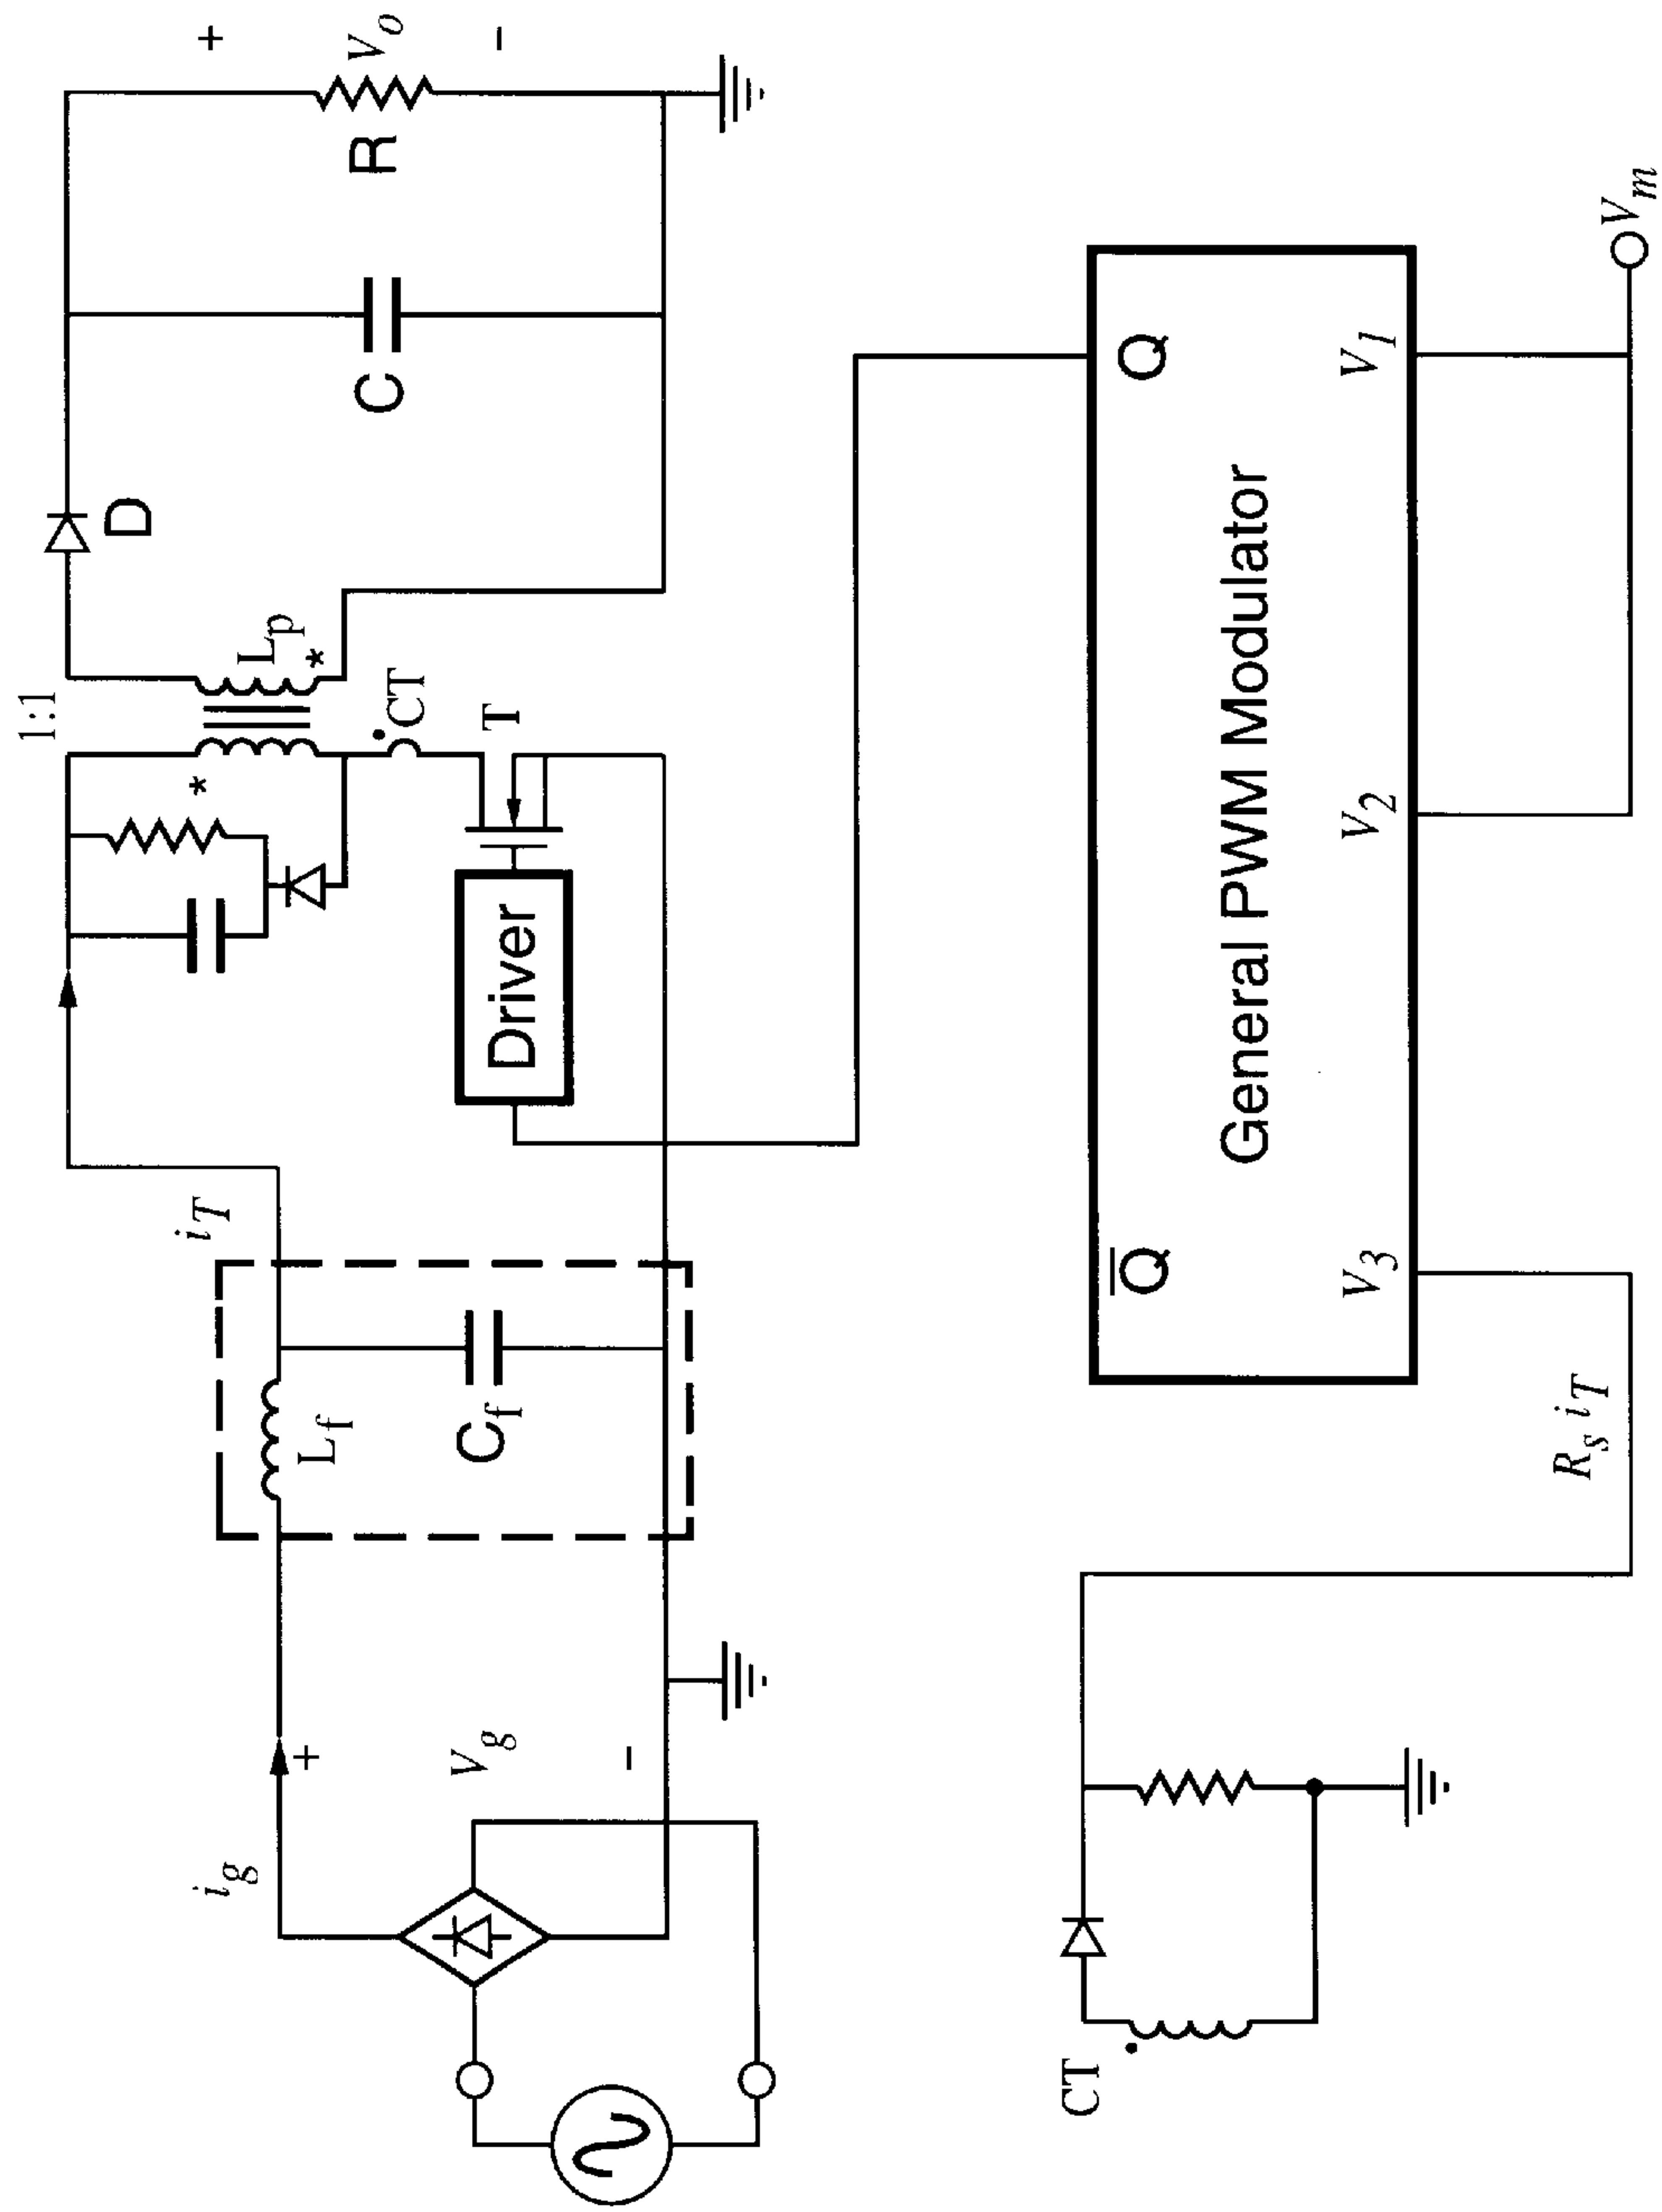 1:1
i_g
+
V_g
-
L_f
C_f
i_T
*
L_p
*
CT
T
Driver
D
C
R
+
V_o
-
CT
R_s i_T
Q̅
Q
General PWM Modulator
V_3
V_2
V_1
V_m